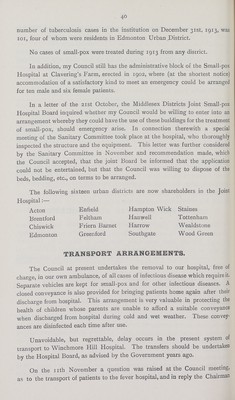 40
number of tuberculosis cases in the institution on December 31st, 1913, was
101, four of whom were residents in Edmonton Urban District.
No cases of small-pox were treated during 1913 from any district.
In addition, my Council still has the administrative block of the Small-pox
Hospital at Clavering's Farm, erected in 1902, where (at the shortest notice)
accommodation of a satisfactory kind to meet an emergency could be arranged
for ten male and six female patients.
In a letter of the 21st October, the Middlesex Districts Joint Small-pox
Hospital Board inquired whether my Council would be willing to enter into an
arrangement whereby they could have the use of these buildings for the treatment
of small-pox, should emergency arise. In connection therewith a special
meeting of the Sanitary Committee took place at the hospital, who thoroughly
inspected the structure and the equipment. This letter was further considered
by the Sanitary Committee in November and recommendation made, which
the Council accepted, that the joint Board be informed that the application
could not be entertained, but that the Council was willing to dispose of the
beds, bedding, etc., on terms to be arranged.
The following sixteen urban districts are now shareholders in the Joint
Hospital :—
Acton Enfield Hampton Wick Staines
Brentford Feltham Hanwell Tottenham
Chiswick Friern Barnet Harrow Wealdstone
Edmonton Greenford Southgate Wood Green
TRANSPORT ARRANGEMENTS.
The Council at present undertakes the removal to our hospital, free of
charge, in our own ambulance, of all cases of infectious disease which require it.
Separate vehicles are kept for small-pox and for other infectious diseases. A
closed conveyance is also provided for bringing patients home again after their
discharge from hospital. This arrangement is very valuable in protecting the
health of children whose parents are unable to afford a suitable conveyance
when discharged from hospital during cold and wet weather. These convey-
ances are disinfected each time after use.
Unavoidable, but regrettable, delay occurs in the present system of
transport to Winchmore Hill Hospital. The transfers should be undertaken
by the Hospital Board, as advised by the Government years ago.
On the 11th November a question was raised at the Council meeting,
as to the transport of patients to the fever hospital, and in reply the Chairman